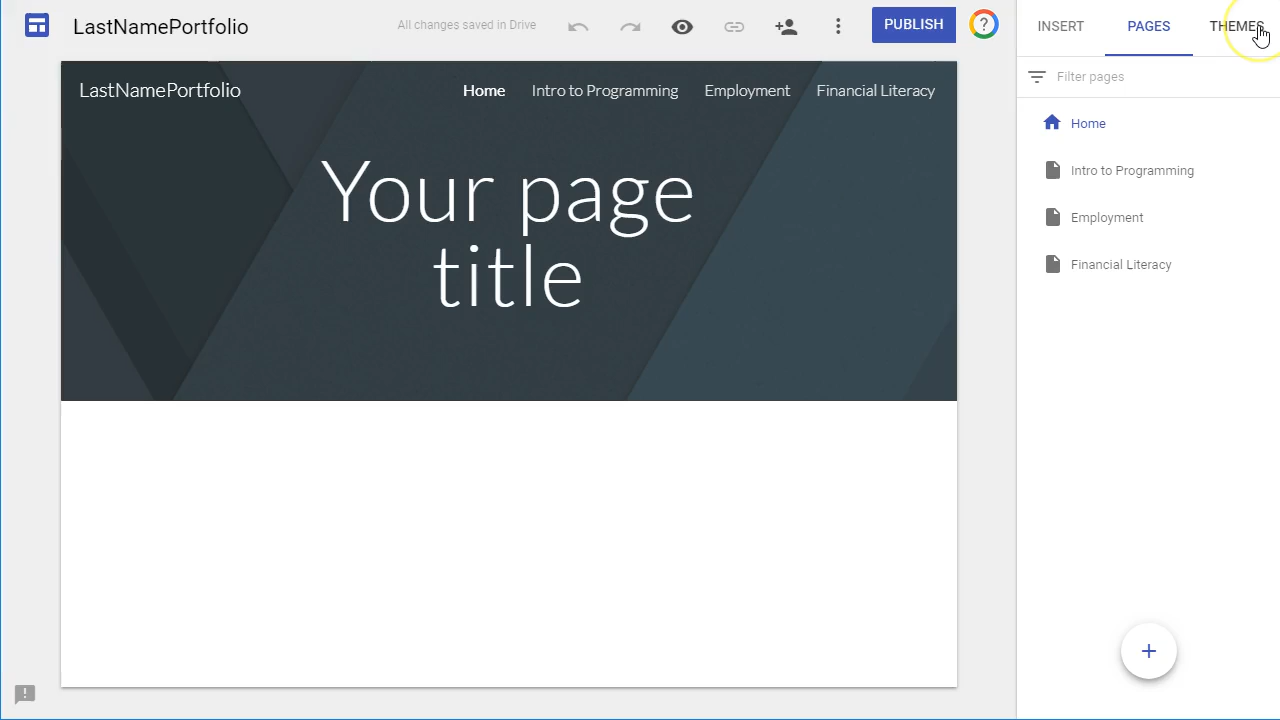 LastNamePortfolio
All changes saved in Drive
PUBLISH
?
INSERT
PAGES
THEMES
LastNamePortfolio
Home
Intro to Programming
Employment
Financial Literacy
Your page
title
Filter pages
Home
Intro to Programming
Employment
Financial Literacy